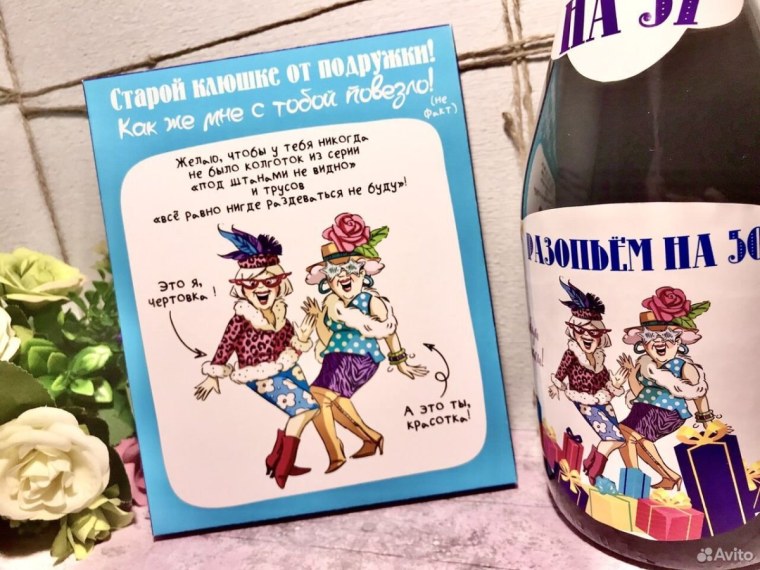 Старой клюшке от подружки!
Как же мне с тобой повезло!
(не
факт)
Желаю, чтобы у тебя никогда
не было колготок из серии
«под штанами не видно»
и трусов
«всё равно нигде раздеваться не буду»!
Это я,
чертовка!
А это ты,
красотка!
НА 51
РАЗОПЬЁМ НА 50
Avito